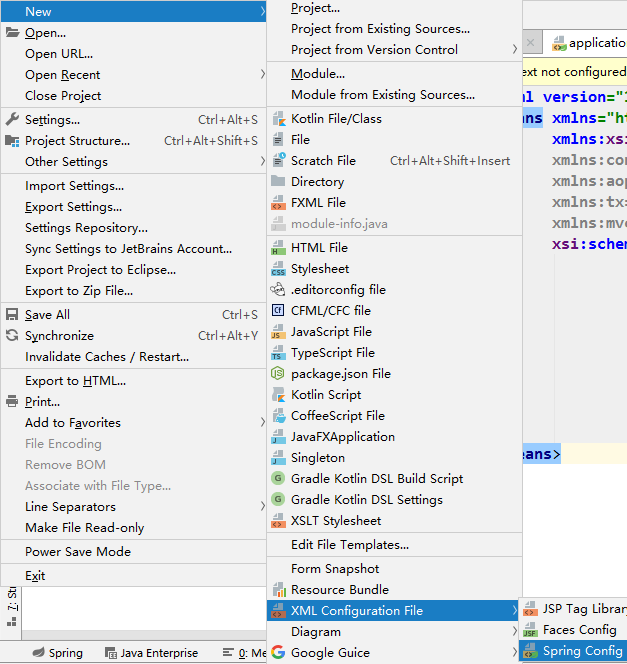 New
Open...
Open URL...
Open Recent
Close Project
Settings... Ctrl+Alt+S
Project Structure... Ctrl+Alt+Shift+S
Other Settings
Import Settings...
Export Settings...
Settings Repository...
Sync Settings to JetBrains Account...
Export Project to Eclipse...
Export to Zip File...
Save All Ctrl+S
Synchronize Ctrl+Alt+Y
Invalidate Caches / Restart...
Export to HTML...
Print...
Add to Favorites
File Encoding
Remove BOM
Associate with File Type...
Line Separators
Make File Read-only
Power Save Mode
Exit
Project...
Project from Existing Sources...
Project from Version Control
Module...
Module from Existing Sources...
Kotlin File/Class
File
Scratch File Ctrl+Alt+Shift+Insert
Directory
FXML File
module-info.java
HTML File
Stylesheet
.editorconfig file
CFML/CFC file
JavaScript File
TypeScript File
package.json File
Kotlin Script
CoffeeScript File
JavaFXApplication
Singleton
Gradle Kotlin DSL Build Script
Gradle Kotlin DSL Settings
XSLT Stylesheet
Edit File Templates...
Form Snapshot
Resource Bundle
XML Configuration File
Diagram
Google Guice
JSP Tag Library
Faces Config
Spring Config
applicatio
ext not configured
ml version="1
ans xmlns="h
xmlns:xsi
xmlns:con
xmlns:aop
xmlns:tx=
xmlns:mvc
xsi:schem
eans>
Z: St
Spring
Java Enterprise
0: Me